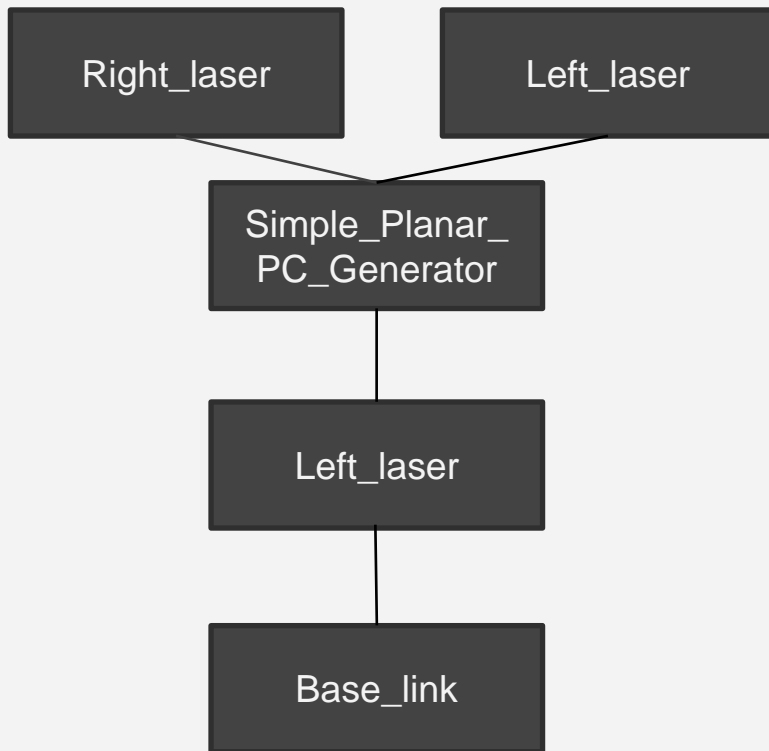 Right_laser
Left_laser
Simple_Planar_
PC_Generator
Left_laser
Base_link